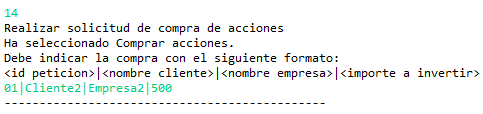 14
Realizar solicitud de compra de acciones
Ha seleccionado Comprar acciones.
Debe indicar la compra con el siguiente formato:
<id peticion>|<nombre cliente>|<nombre empresa>|<importe a invertir>
01|Cliente2|Empresa2|500
------------------------------------------------